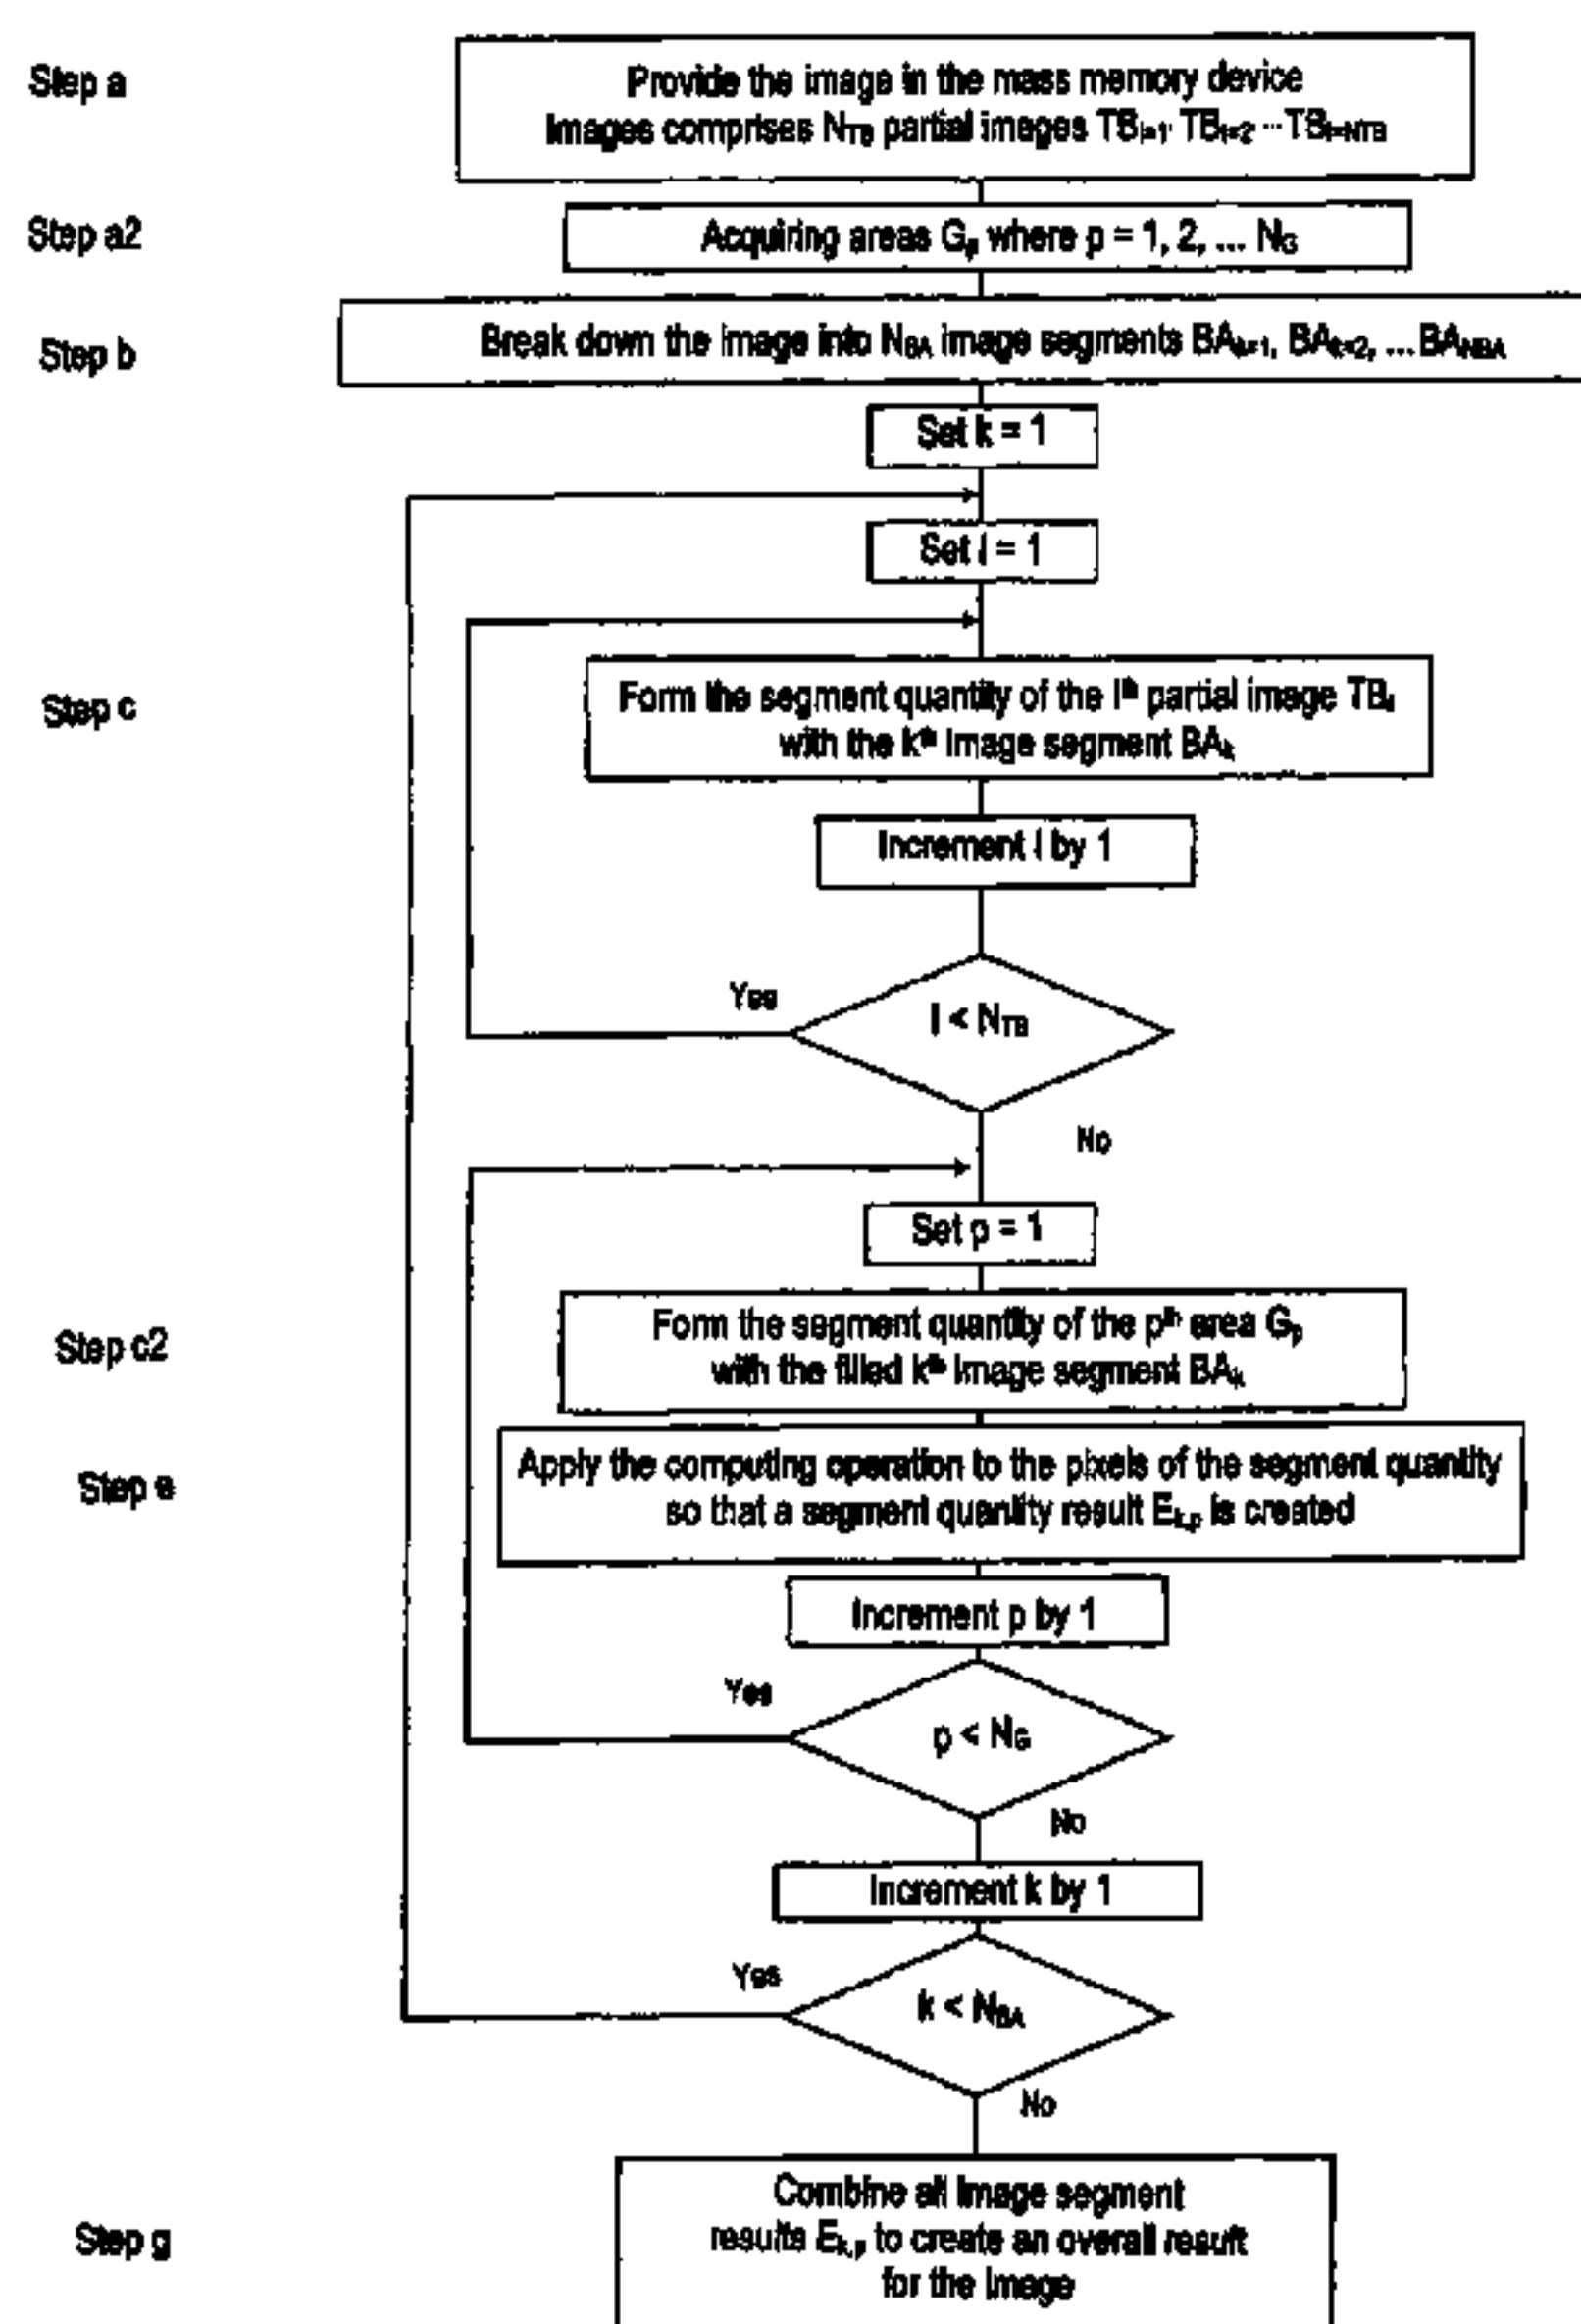 Step a
Provide the image in the mass memory device
Images comprises NTB partial images TBi=1, TBi=2 ... TBi=NTB
Step a2
Acquiring areas Gp where p = 1, 2, ... NG
Step b
Break down the image into NBA image segments BAk=1, BAk=2, ... BANBA
Set k = 1
Set i = 1
Step c
Form the segment quantity of the ith partial image TBi
with the kth image segment BAk
Increment i by 1
Yes
i < NTB
No
Set p = 1
Step c2
Form the segment quantity of the pth area Gp
with the filled kth image segment BAk
Step e
Apply the computing operation to the pixels of the segment quantity
so that a segment quantity result Ek,p is created
Increment p by 1
Yes
p < NG
No
Increment k by 1
Yes
k < NBA
No
Step g
Combine all image segment
results Ek,p to create an overall result
for the image